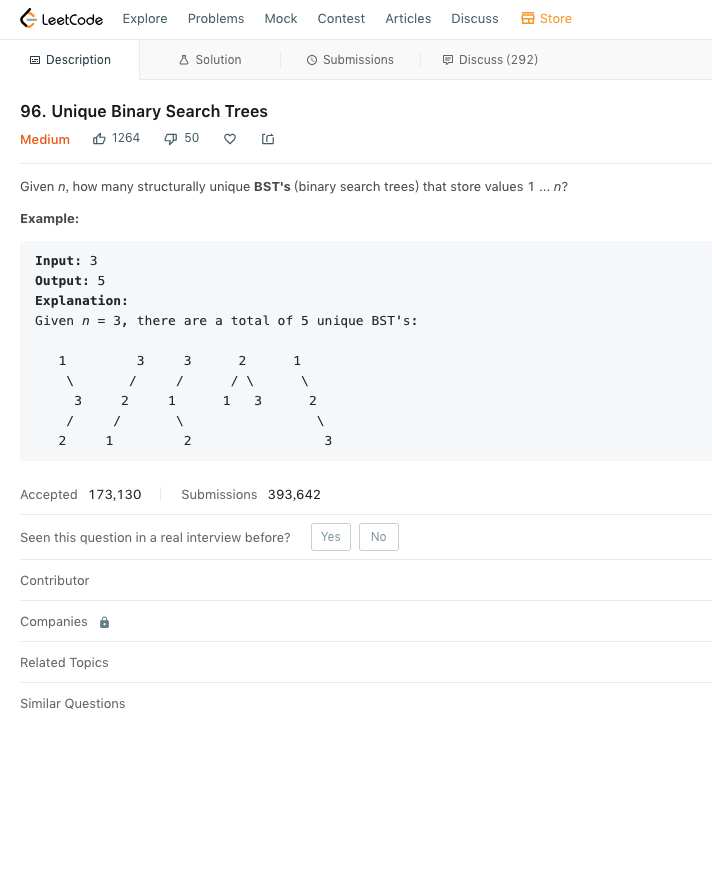 LeetCode Explore Problems Mock Contest Articles Discuss Store
Description Solution Submissions Discuss (292)
96. Unique Binary Search Trees
Medium 1264 50
Given n, how many structurally unique BST's (binary search trees) that store values 1 ... n?
Example:
Input: 3
Output: 5
Explanation:
Given n = 3, there are a total of 5 unique BST's:
   1         3     3      2      1
    \       /     /      / \      \
     3     2     1      1   3      2
    /     /       \                 \
   2     1         2                 3
Accepted 173,130 Submissions 393,642
Seen this question in a real interview before? Yes No
Contributor
Companies
Related Topics
Similar Questions